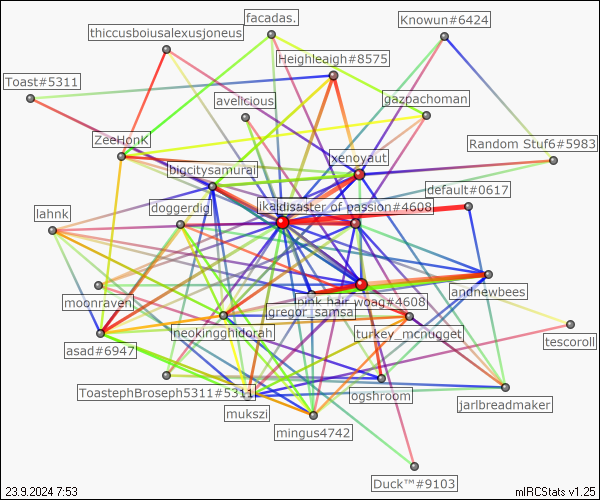 facadas.
Knowun#6424
thiccusboiusalexusjoneus
Heighleaigh#8575
Toast#5311
avelicious
gazpachoman
ZeeHonK
Random Stuf6#5983
xenoyaut
bigcitysamurai
default#0617
disaster of passion#4608
doggerdig
lahnk
moonraven
andnewbees
pink hair woag#4608
gregor_samsa
neokingghidorah
turkey_mcnugget
tescoroll
asad#6947
ToastephBroseph5311#5311
ogshroom
jarlbreadmaker
mukszi
mingus4742
Duck™#9103
23.9.2024 7:53
mIRCStats v1.25